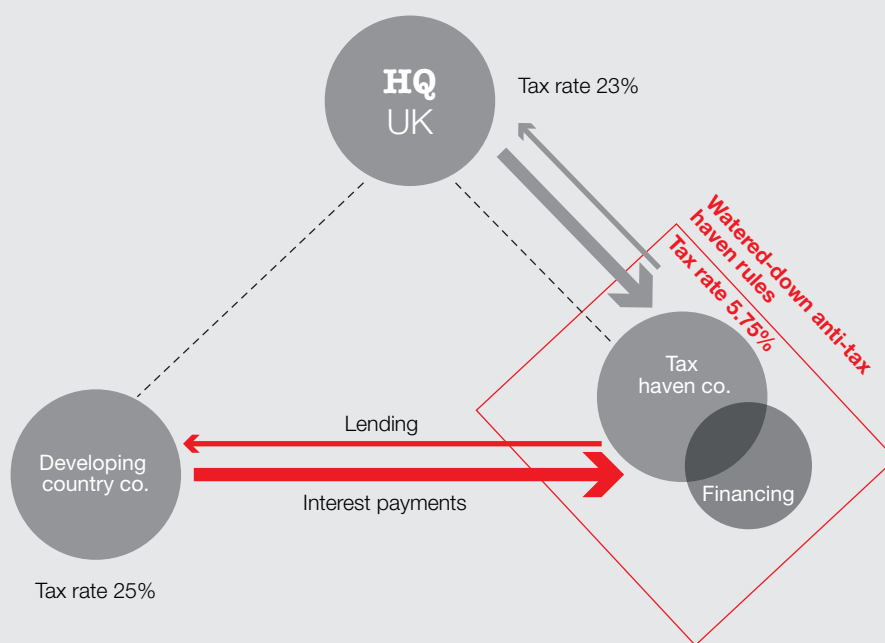 HQ
UK
Tax rate 23%
Watered-down anti-tax
haven rules
Tax rate 5.75%
Tax
haven co.
Financing
Lending
Interest payments
Developing
country co.
Tax rate 25%